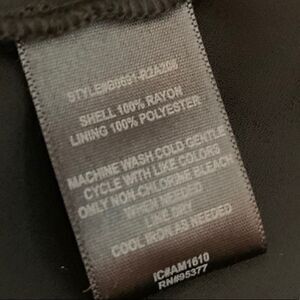 SHELL 100% RAYON
LINING 100% POLYESTER
MACHINE WASH COLD GENTLE
CYCLE WITH LIKE COLORS
ONLY NON-CHLORINE BLEACH
WHEN NEEDED
LINE DRY
COOL IRON AS NEEDED
IC#AM1610
RN#95377